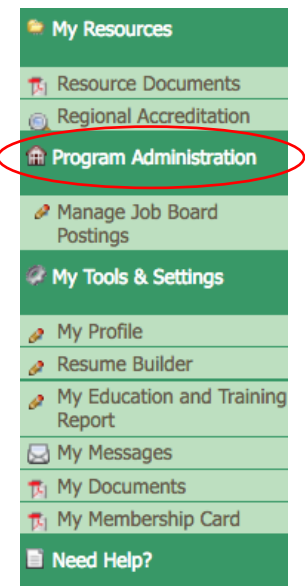 My Resources
Resource Documents
Regional Accreditation
Program Administration
Manage Job Board
Postings
My Tools & Settings
My Profile
Resume Builder
My Education and Training
Report
My Messages
My Documents
My Membership Card
Need Help?